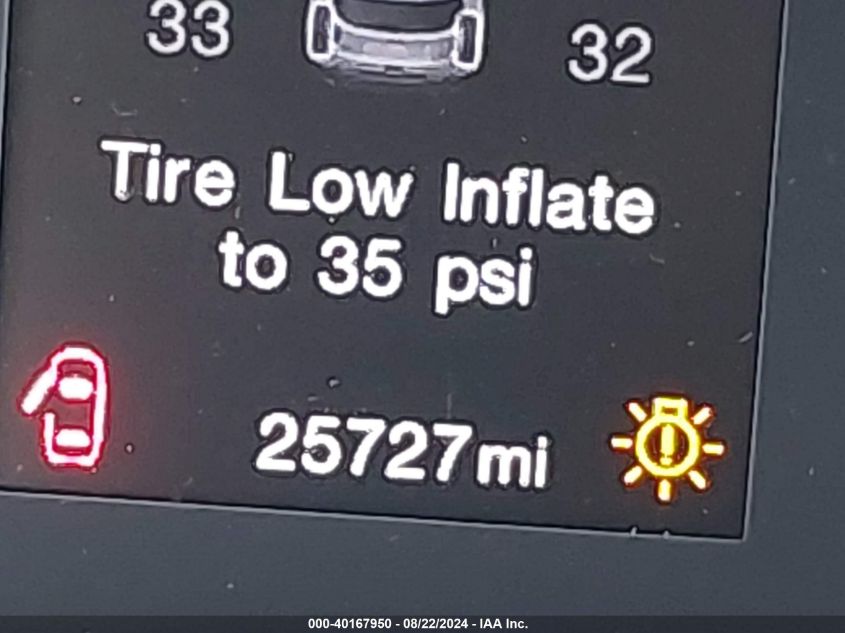 33 32
Tire Low Inflate
to 35 psi
25727mi
000-40167950 - 08/22/2024 - IAA Inc.